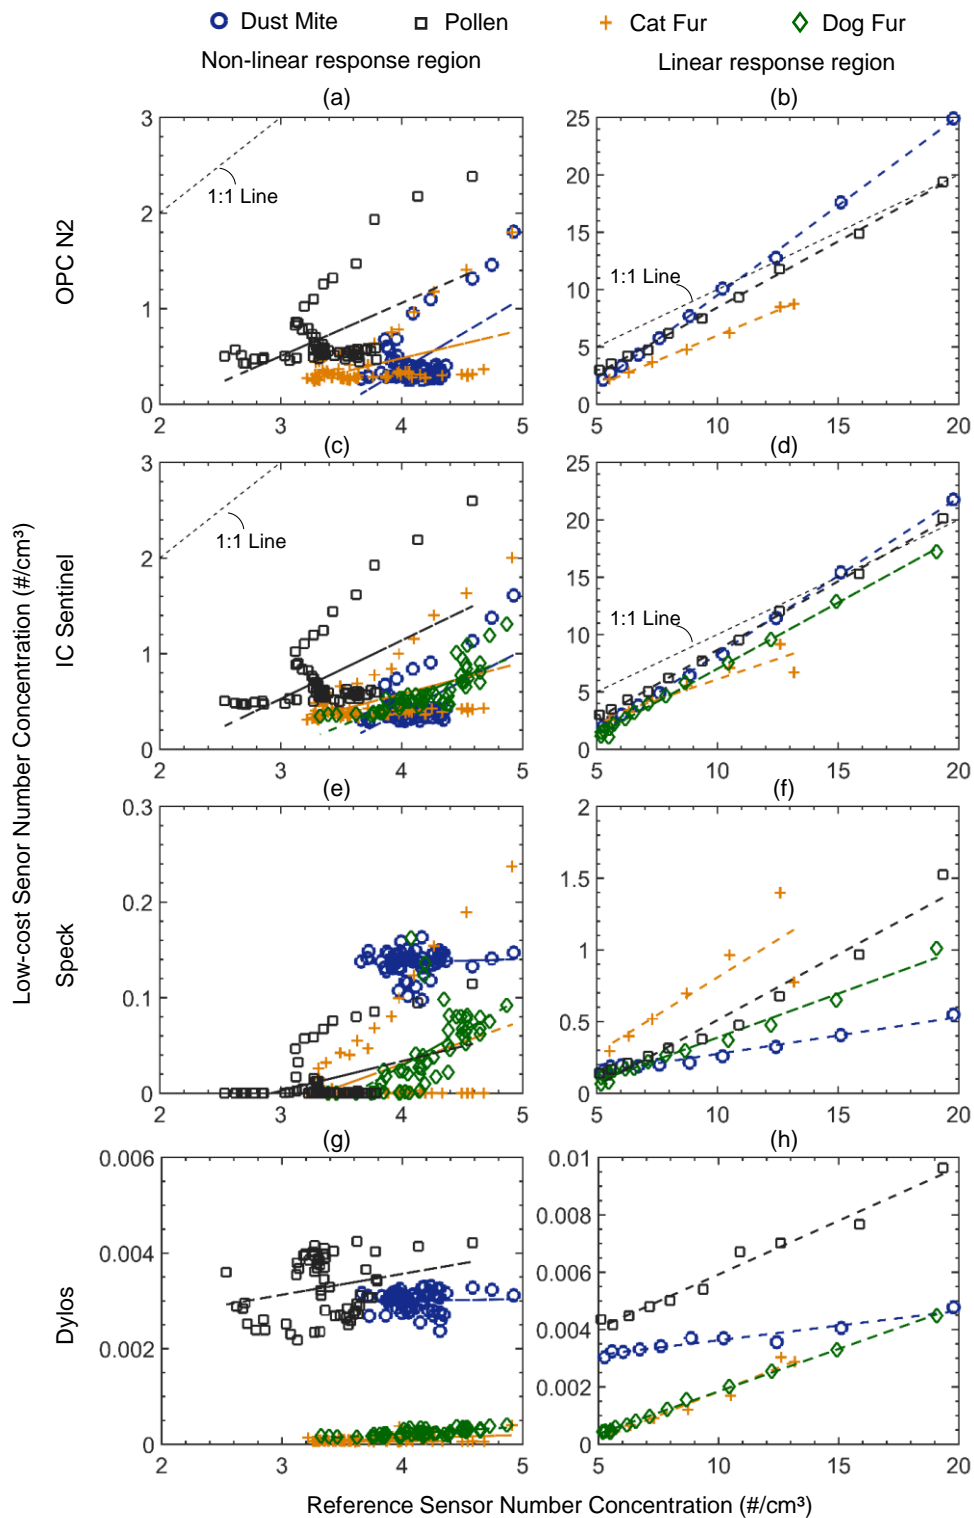 Dust Mite Pollen Cat Fur Dog Fur
Non-linear response region Linear response region
(a) (b)
OPC N2
3
2
1
0
2 3 4 5
1:1 Line
25
20
15
10
5
0
5 10 15 20
1:1 Line
(c) (d)
Low-cost Senor Number Concentration (#/cm³)
IC Sentinel
3
2
1
0
2 3 4 5
1:1 Line
25
20
15
10
5
0
5 10 15 20
1:1 Line
(e) (f)
Speck
0.3
0.2
0.1
0
2 3 4 5
2
1.5
1
0.5
0
5 10 15 20
(g) (h)
Dylos
0.006
0.004
0.002
0
2 3 4 5
0.01
0.008
0.006
0.004
0.002
0
5 10 15 20
Reference Sensor Number Concentration (#/cm³)